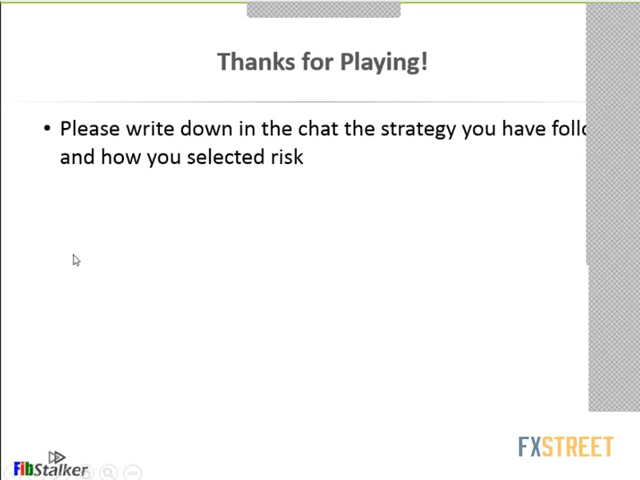 Thanks for Playing!
• Please write down in the chat the strategy you have
and how you selected risk
FXSTREET
FibStalker